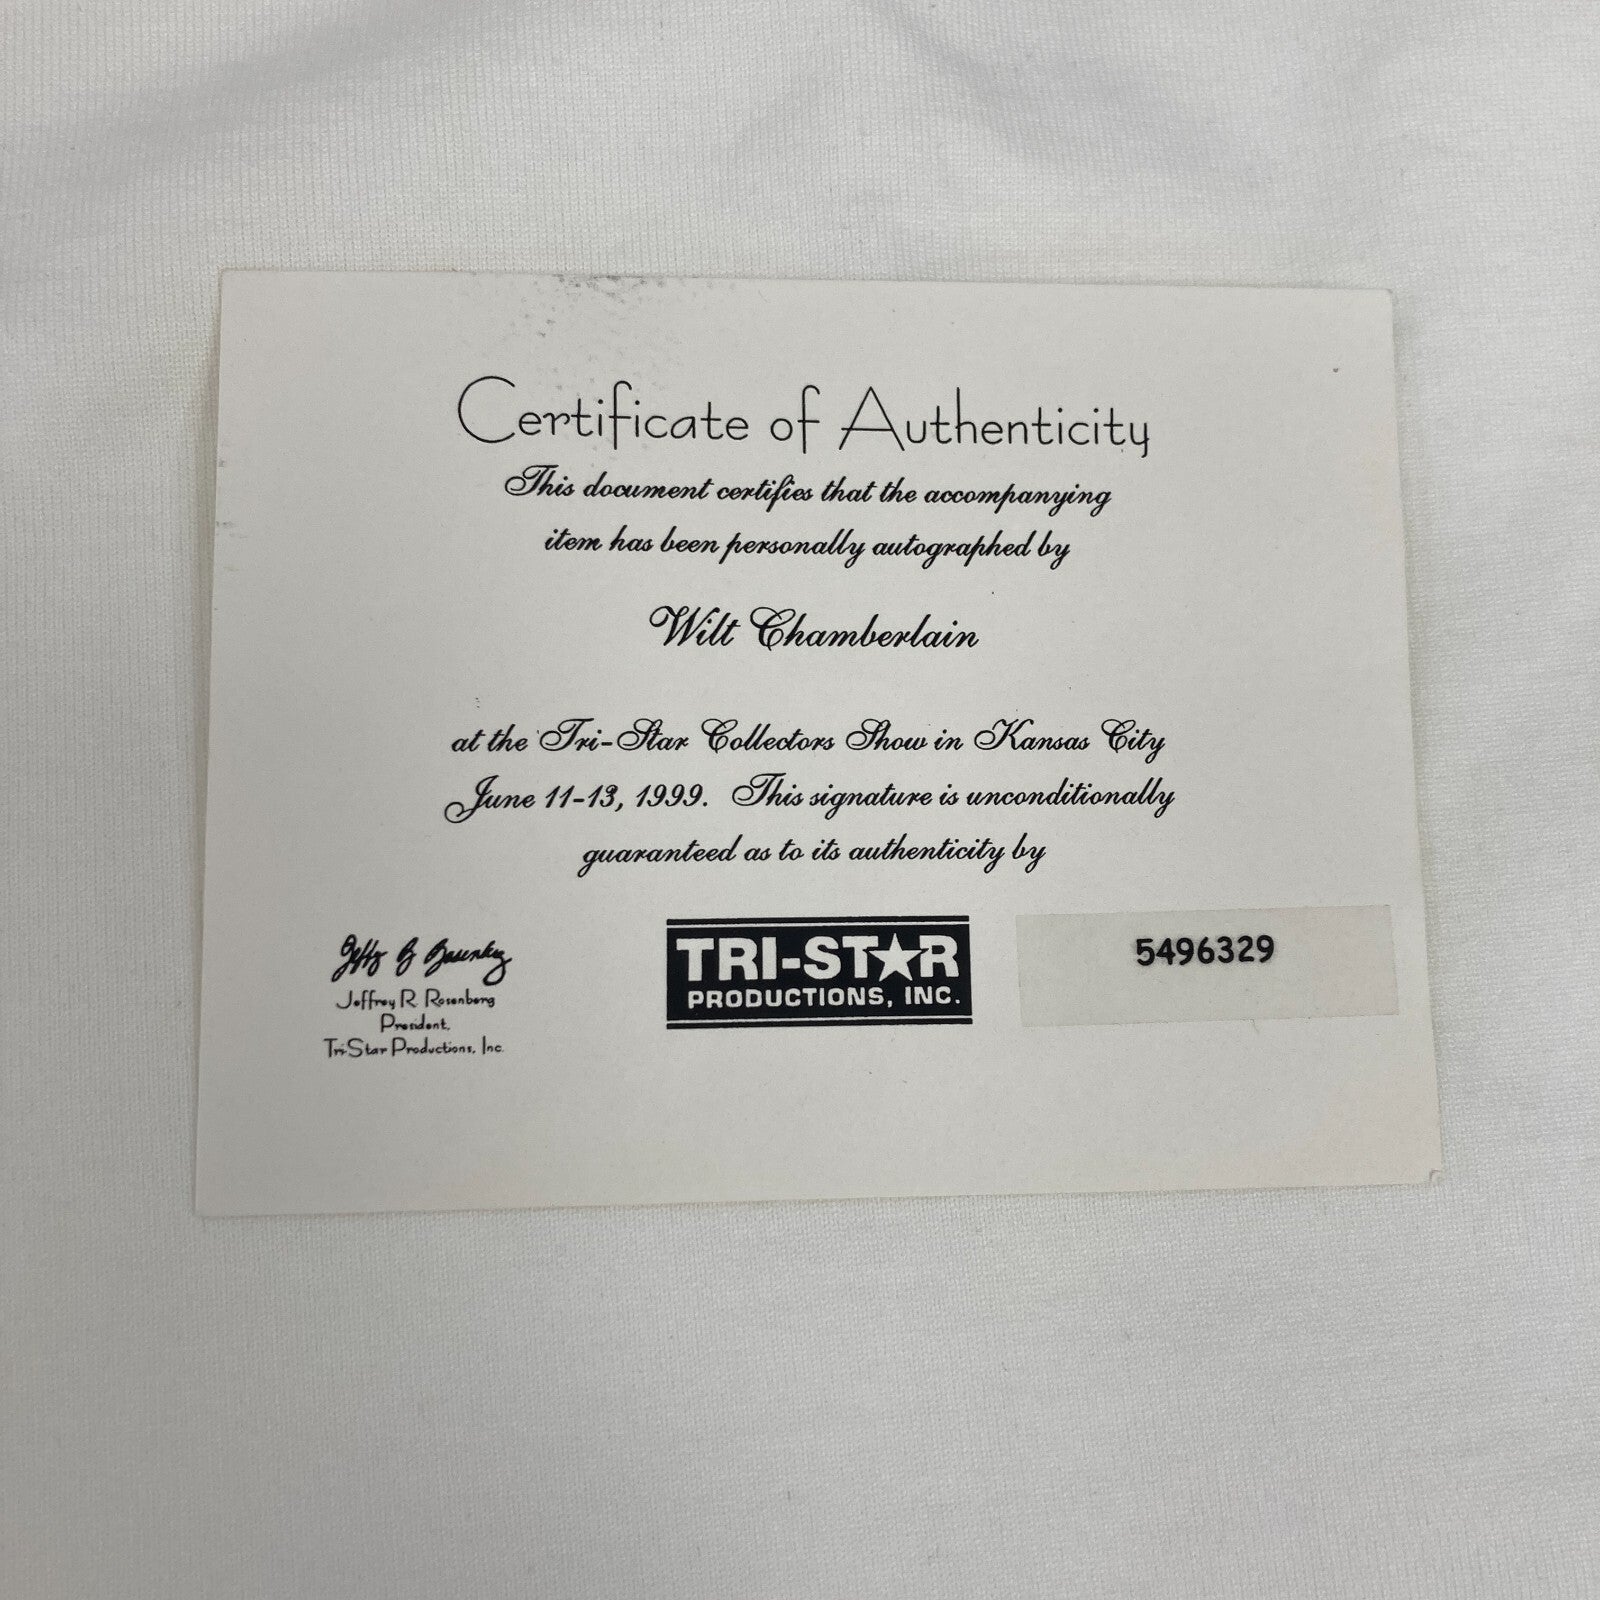 Certificate of Authenticity
This document certifies that the accompanying
item has been personally autographed by
Wilt Chamberlain
at the Tri-Star Collectors Show in Kansas City
June 11-13, 1999. This signature is unconditionally
guaranteed as to its authenticity by
Jeffrey R. Rosenberg
President,
Tri-Star Productions, Inc.
TRI-STAR
PRODUCTIONS, INC.
5496329